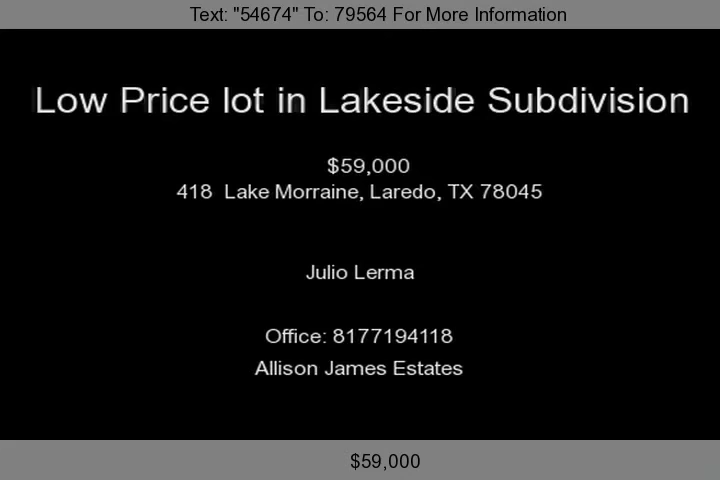 Text: "54674" To: 79564 For More Information
Low Price lot in Lakeside Subdivision
$59,000
418 Lake Morraine, Laredo, TX 78045
Julio Lerma
Office: 8177194118
Allison James Estates
$59,000